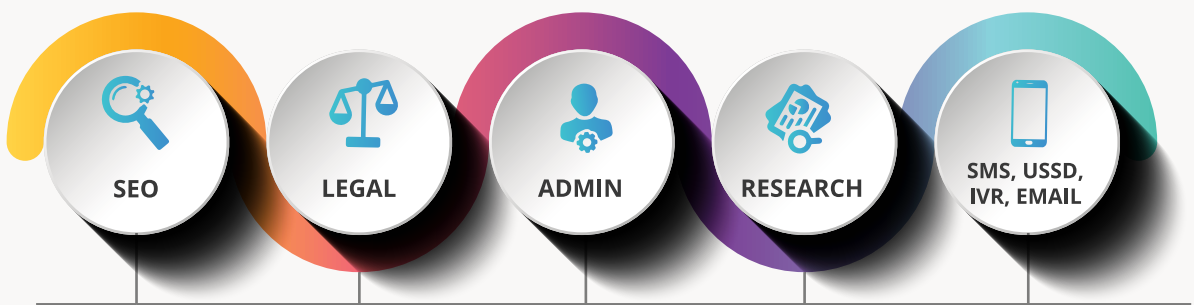 SEO
LEGAL
ADMIN
RESEARCH
SMS, USSD,
IVR, EMAIL